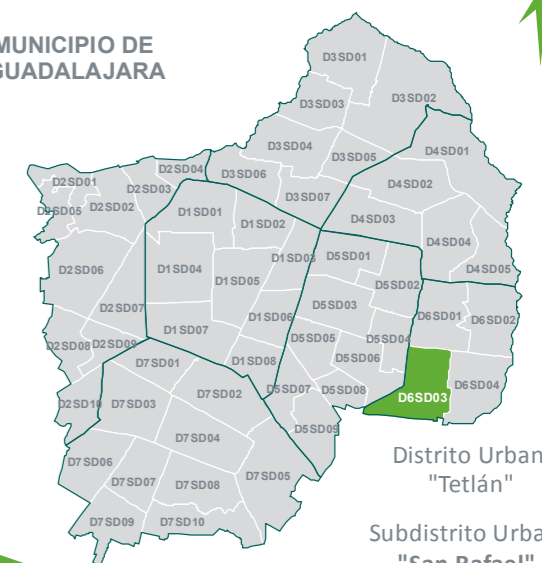 MUNICIPIO DE
GUADALAJARA
D3SD01
D3SD02
D3SD03
D3SD04
D3SD05
D3SD06
D3SD07
D4SD01
D4SD02
D4SD03
D4SD04
D4SD05
D2SD01
D2SD02
D2SD03
D2SD04
D2SD05
D2SD06
D2SD07
D2SD08
D2SD09
D2SD10
D1SD01
D1SD02
D1SD03
D1SD04
D1SD05
D1SD06
D1SD07
D1SD08
D5SD01
D5SD02
D5SD03
D5SD04
D5SD05
D5SD06
D5SD07
D5SD08
D5SD09
D6SD01
D6SD02
D6SD03
D6SD04
D7SD01
D7SD02
D7SD03
D7SD04
D7SD05
D7SD06
D7SD07
D7SD08
D7SD09
D7SD10
Distrito Urban
"Tetlán"
Subdistrito Urba
"San Rafael"